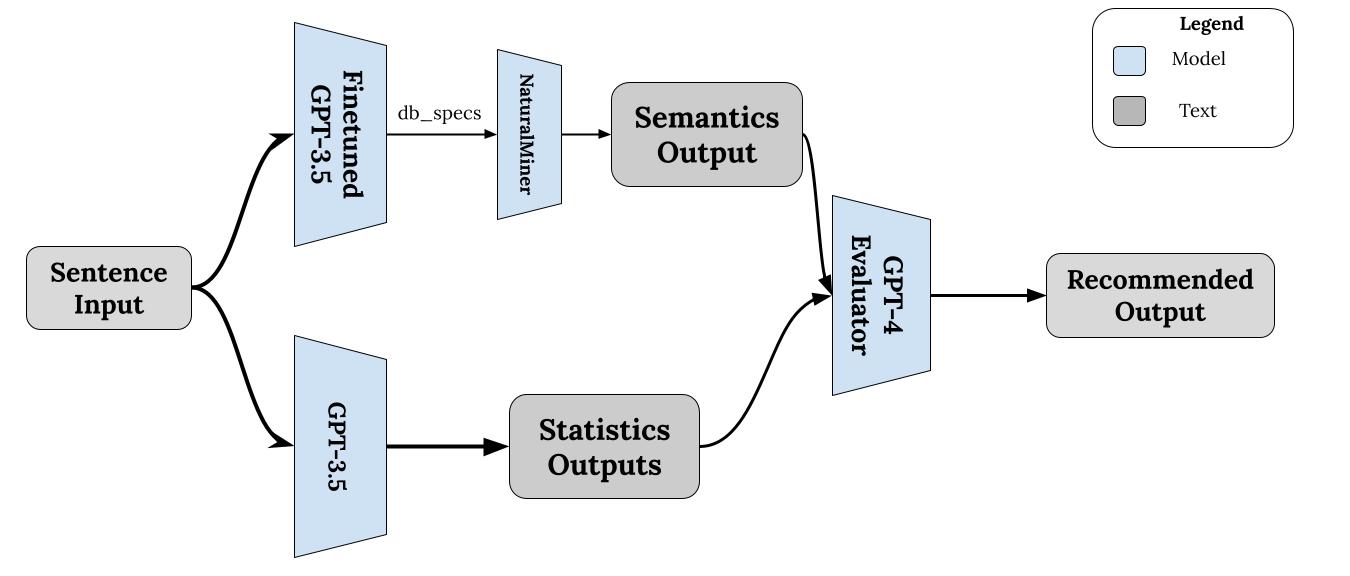 Legend
Model
Text
Finetuned
GPT-3.5
db_specs
NaturalMiner
Semantics
Output
Sentence
Input
GPT-4
Evaluator
Recommended
Output
GPT-3.5
Statistics
Outputs